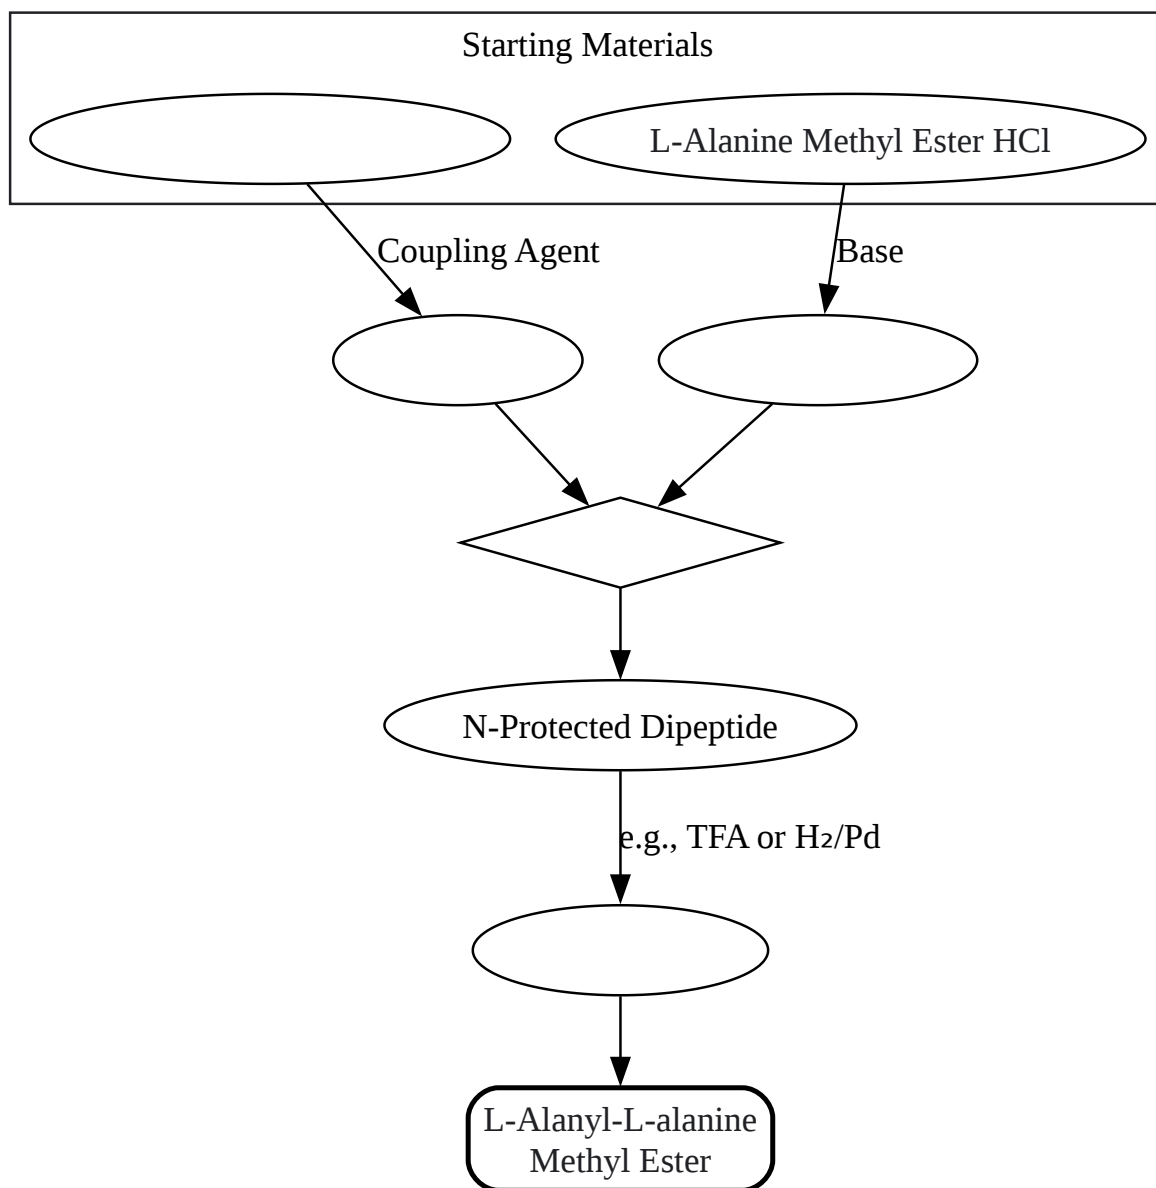 Starting Materials
L-Alanine Methyl Ester HCl
Coupling Agent
Base
N-Protected Dipeptide
e.g., TFA or H₂/Pd
L-Alanyl-L-alanine
Methyl Ester